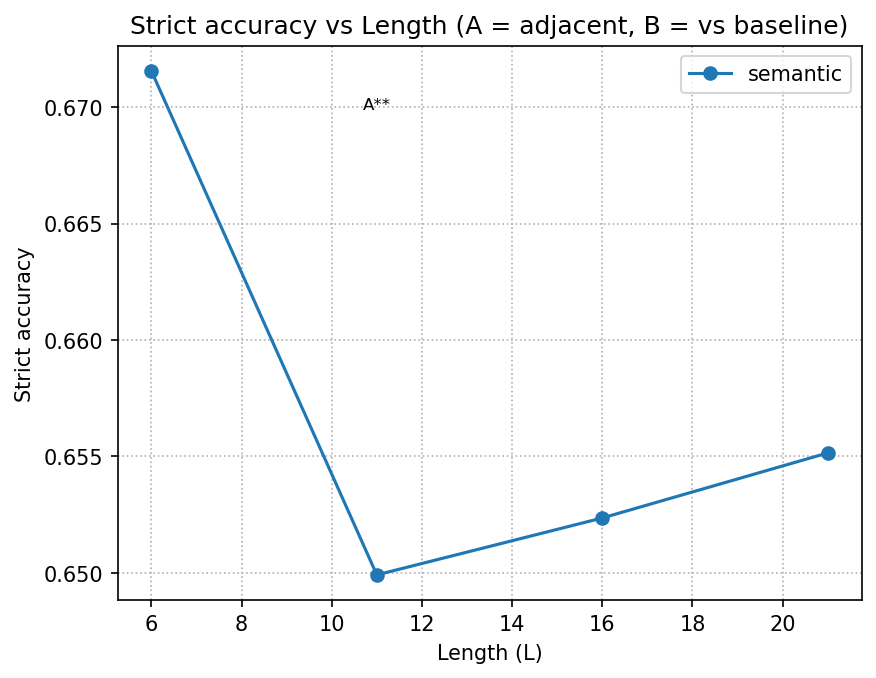 Strict accuracy vs Length (A = adjacent, B = vs baseline)
semantic
A**
Strict accuracy
0.670
0.665
0.660
0.655
0.650
6 8 10 12 14 16 18 20
Length (L)